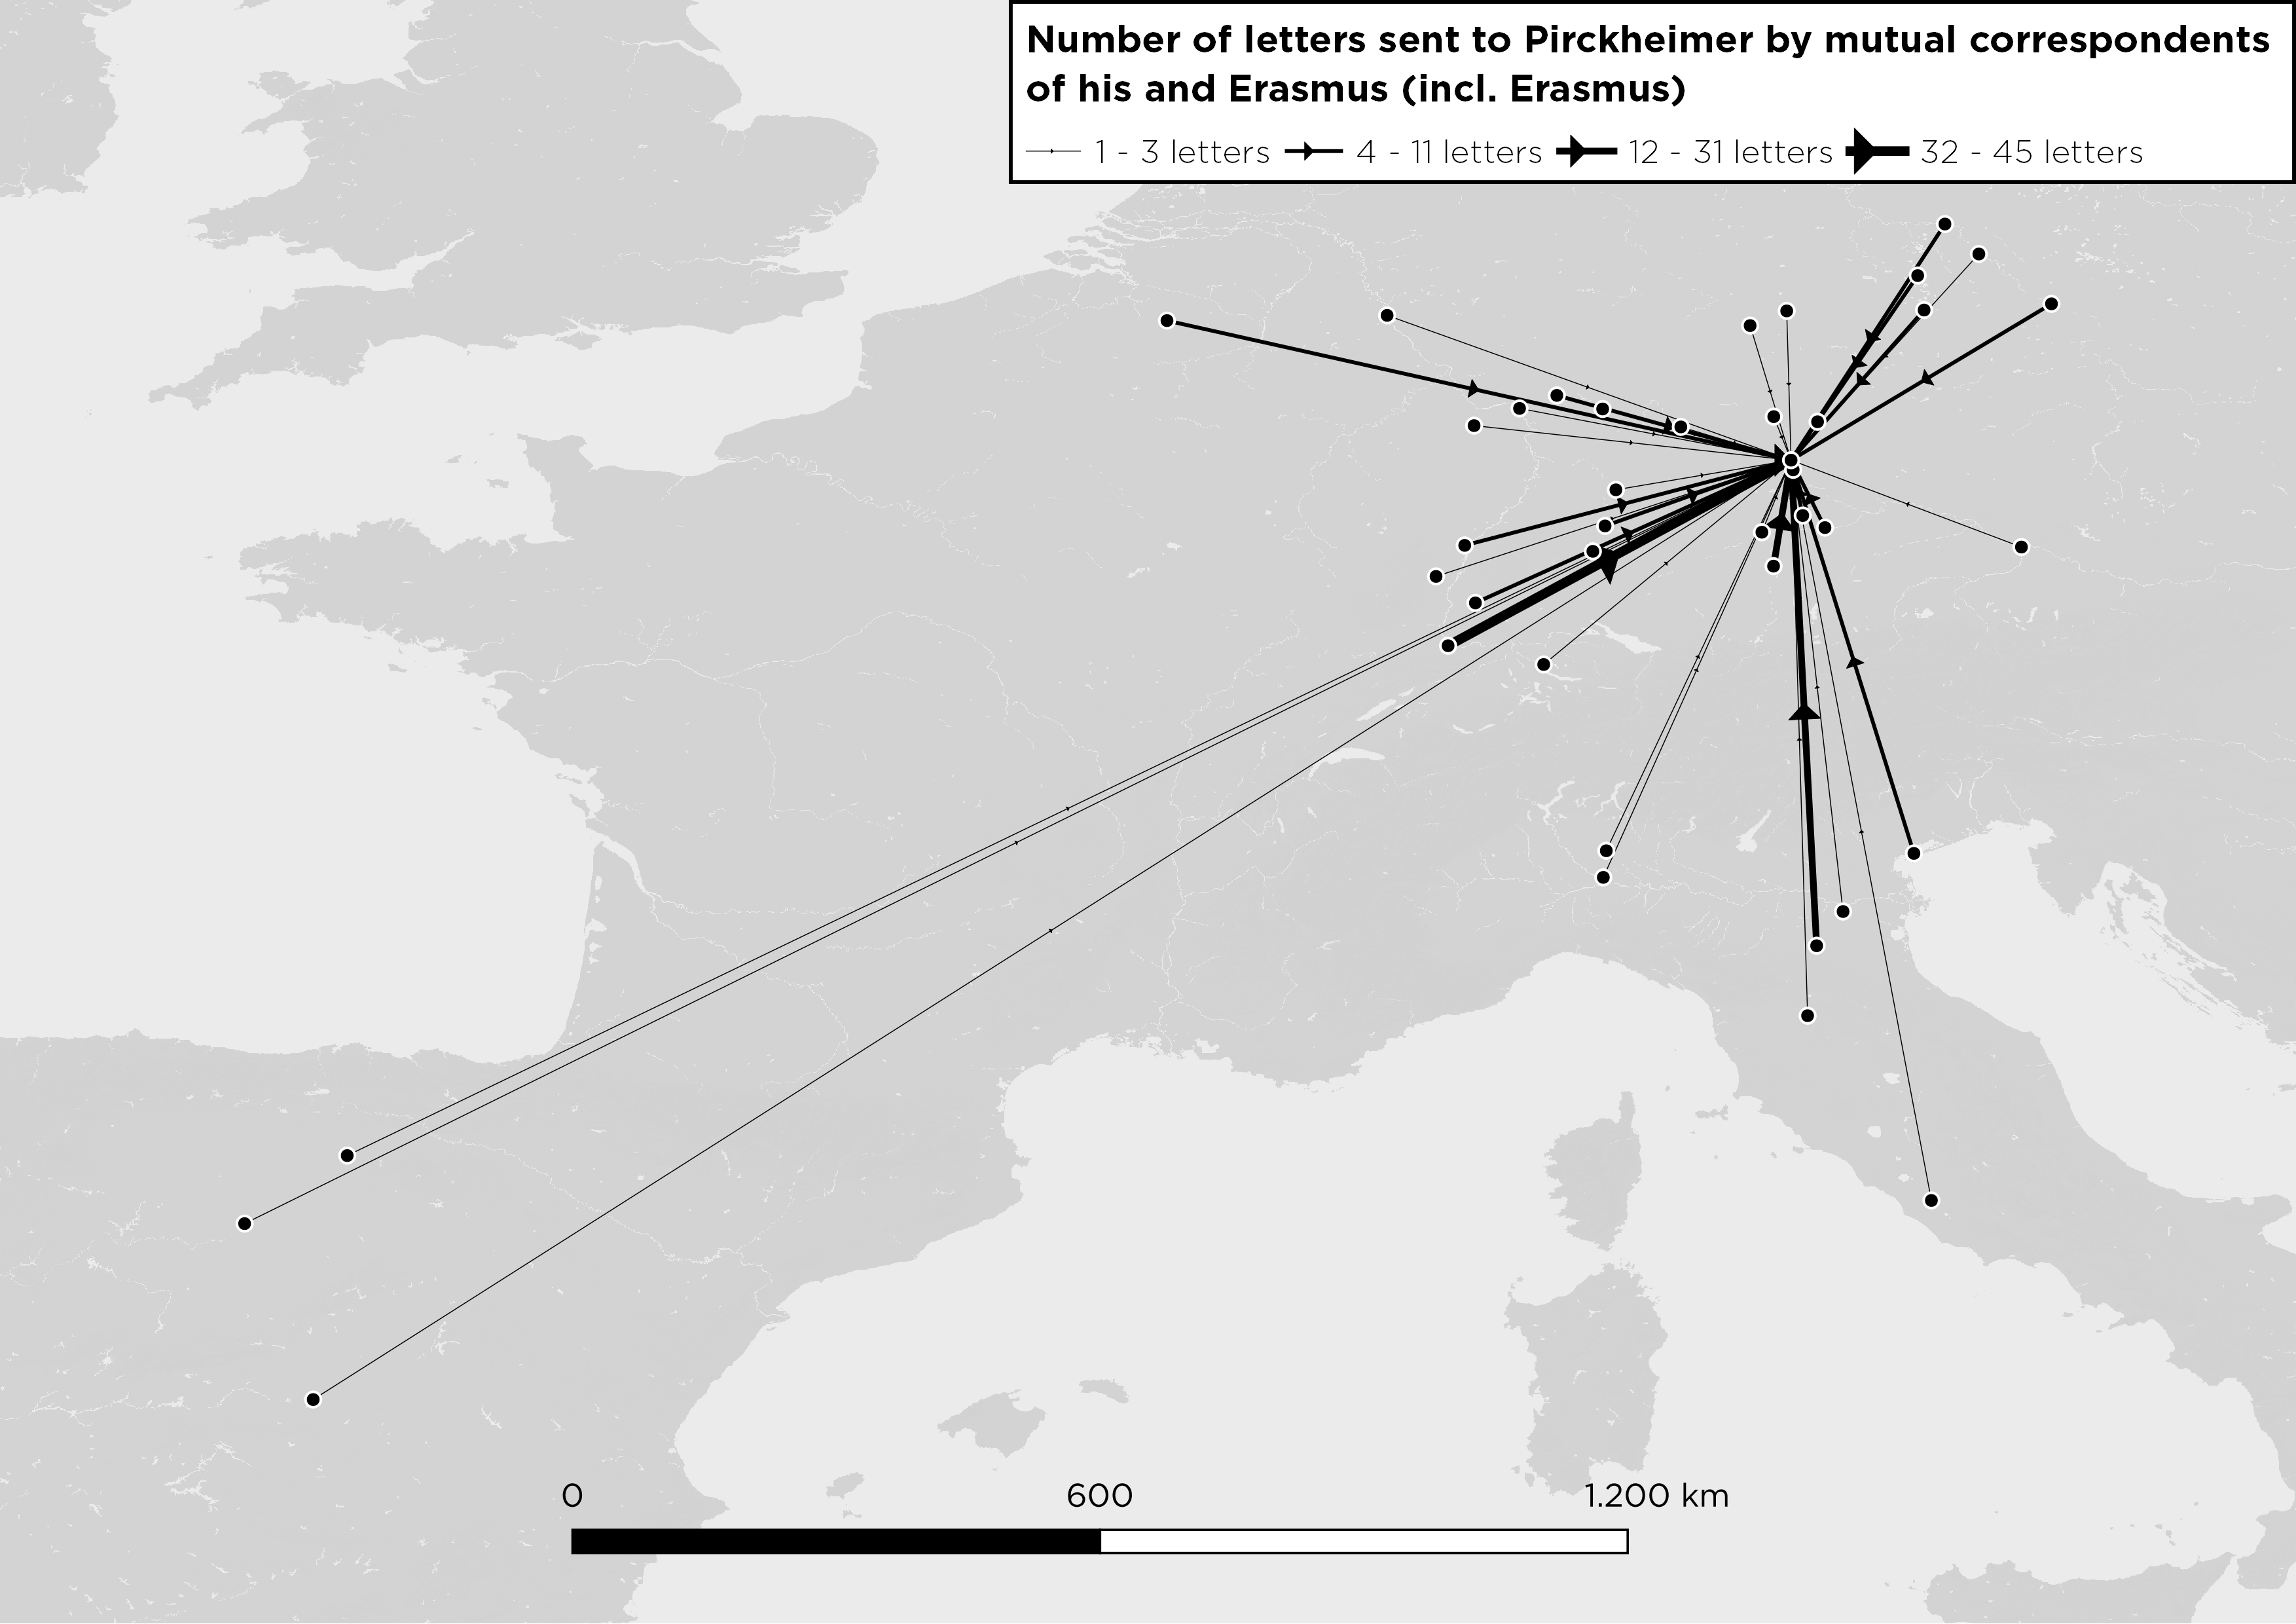 Number of letters sent to Pirckheimer by mutual correspondents
of his and Erasmus (incl. Erasmus)
1 - 3 letters 4 - 11 letters 12 - 31 letters 32 - 45 letters
0 600 1.200 km